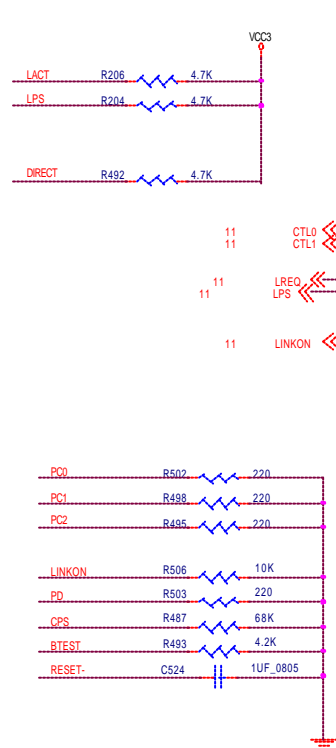 VCC3
LACT R206 4.7K
LPS R204 4.7K
DIRECT R492 4.7K
11 CTL0
11 CTL1
11 LREQ
11 LPS
11 LINKON
PC0 R502 220
PC1 R498 220
PC2 R495 220
LINKON R506 10K
PD R503 220
CPS R487 68K
BTEST R493 4.2K
RESET- C524 1UF_0805